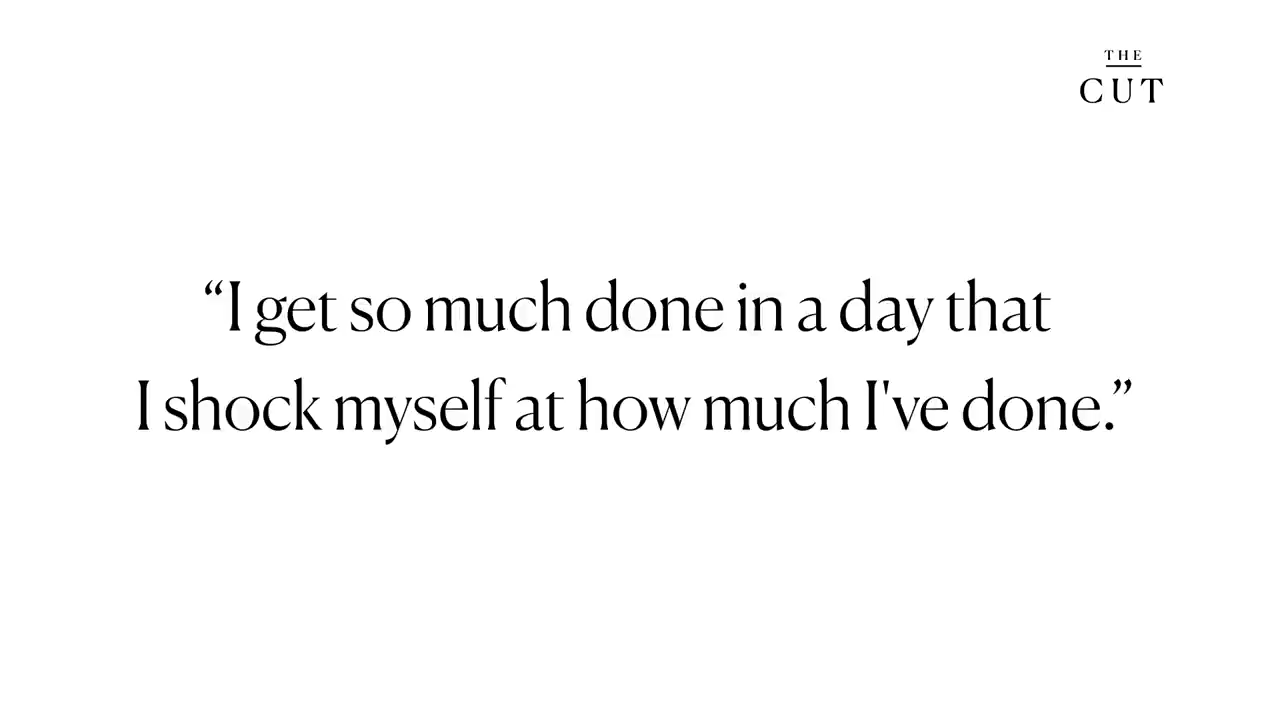 THE
CUT
“I get so much done in a day that
I shock myself at how much I've done.”